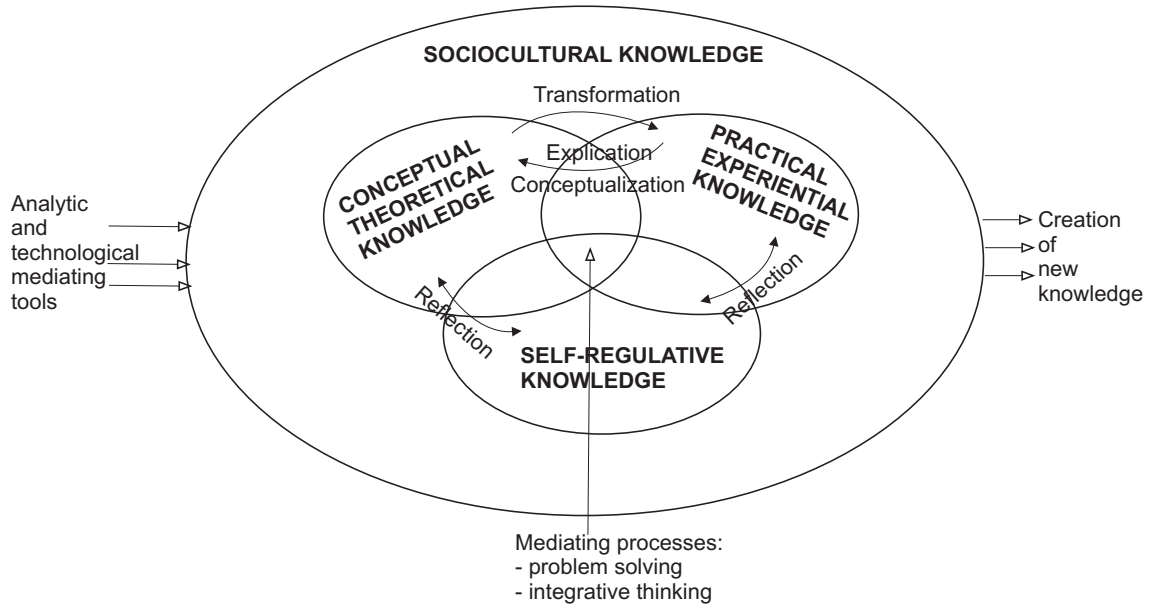 SOCIOCULTURAL KNOWLEDGE
Transformation
Explication
Conceptualization
CONCEPTUAL
THEORETICAL
KNOWLEDGE
PRACTICAL
EXPERIENTIAL
KNOWLEDGE
Analytic
and
technological
mediating
tools
Creation
of
new
knowledge
Reflection
Reflection
SELF-REGULATIVE
KNOWLEDGE
Mediating processes:
- problem solving
- integrative thinking